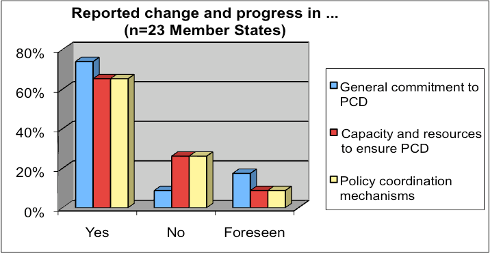 Reported change and progress in ...
(n=23 Member States)
80%
60%
40%
20%
0%
Yes
No
Foreseen
General commitment to
PCD
Capacity and resources
to ensure PCD
Policy coordination
mechanisms